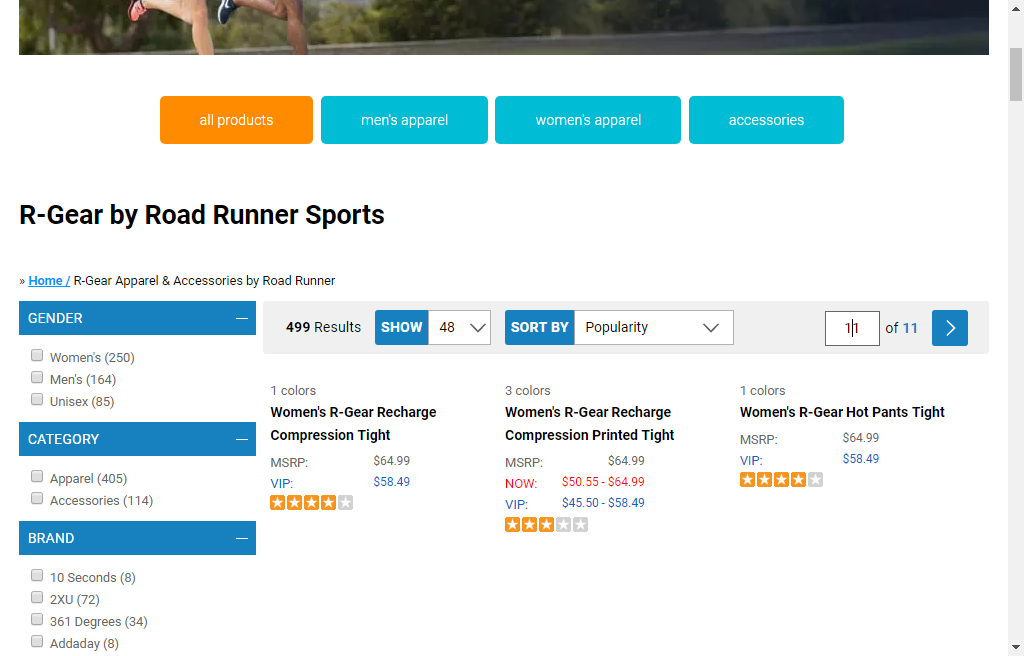 all products
men's apparel
women's apparel
accessories
R-Gear by Road Runner Sports
» Home / R-Gear Apparel & Accessories by Road Runner
GENDER
Women's (250)
Men's (164)
Unisex (85)
CATEGORY
Apparel (405)
Accessories (114)
BRAND
10 Seconds (8)
2XU (72)
361 Degrees (34)
Addaday (8)
499 Results
SHOW 48
SORT BY Popularity
11 of 11
1 colors
Women's R-Gear Recharge
Compression Tight
MSRP: $64.99
VIP: $58.49
3 colors
Women's R-Gear Recharge
Compression Printed Tight
MSRP: $64.99
NOW: $50.55 - $64.99
VIP: $45.50 - $58.49
1 colors
Women's R-Gear Hot Pants Tight
MSRP: $64.99
VIP: $58.49